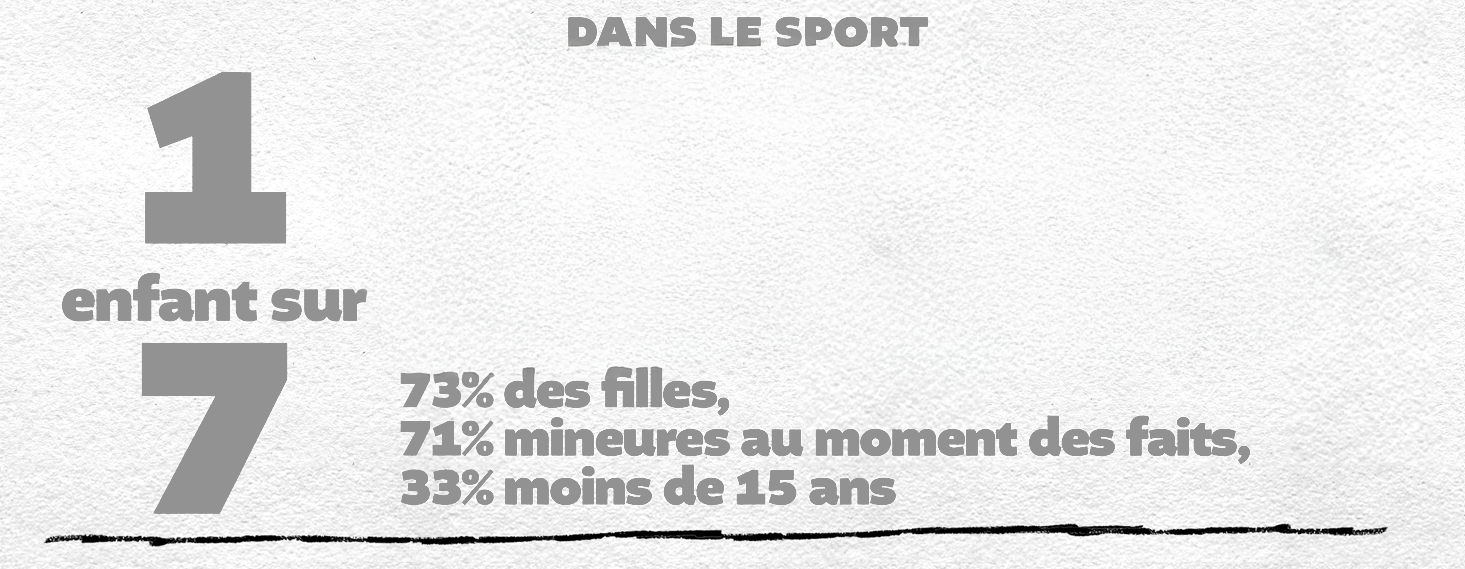 DANS LE SPORT
1
enfant sur
7
73% des filles,
71% mineures au moment des faits,
33% moins de 15 ans